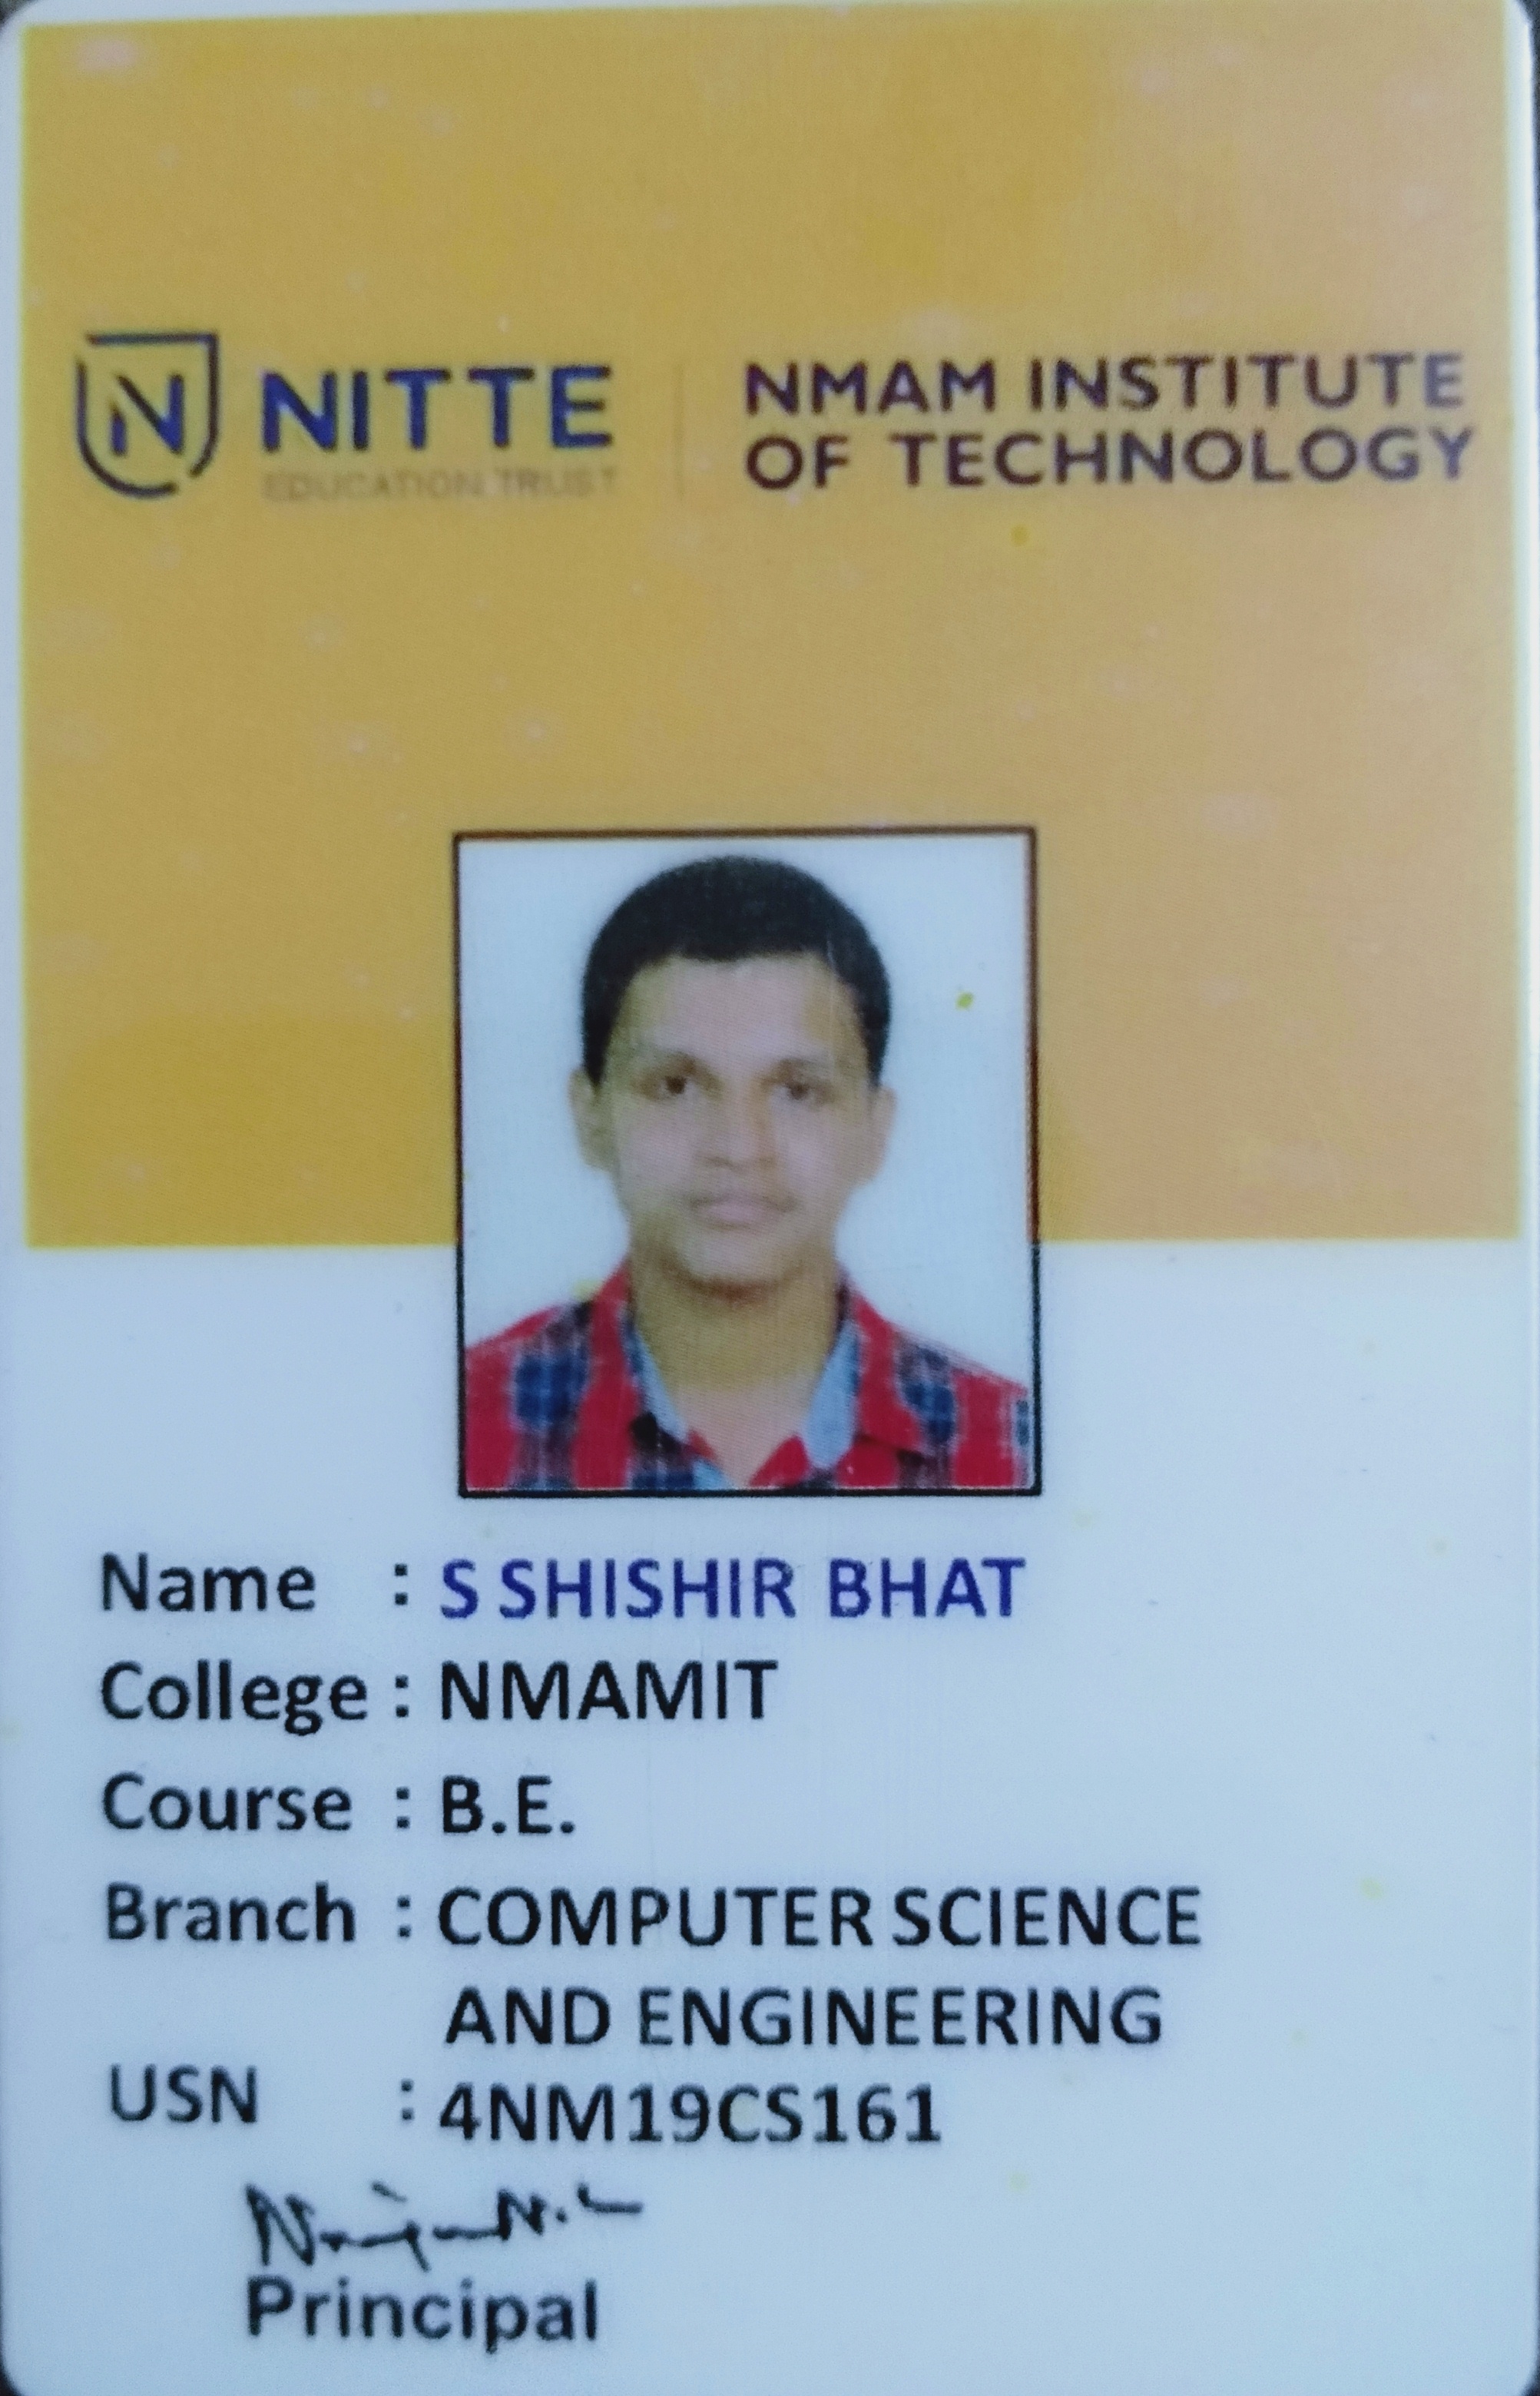 N NITTE
EDUCATION TRUST
NMAM INSTITUTE
OF TECHNOLOGY
Name : S SHISHIR BHAT
College : NMAMIT
Course : B.E.
Branch : COMPUTER SCIENCE
AND ENGINEERING
USN : 4NM19CS161
Principal